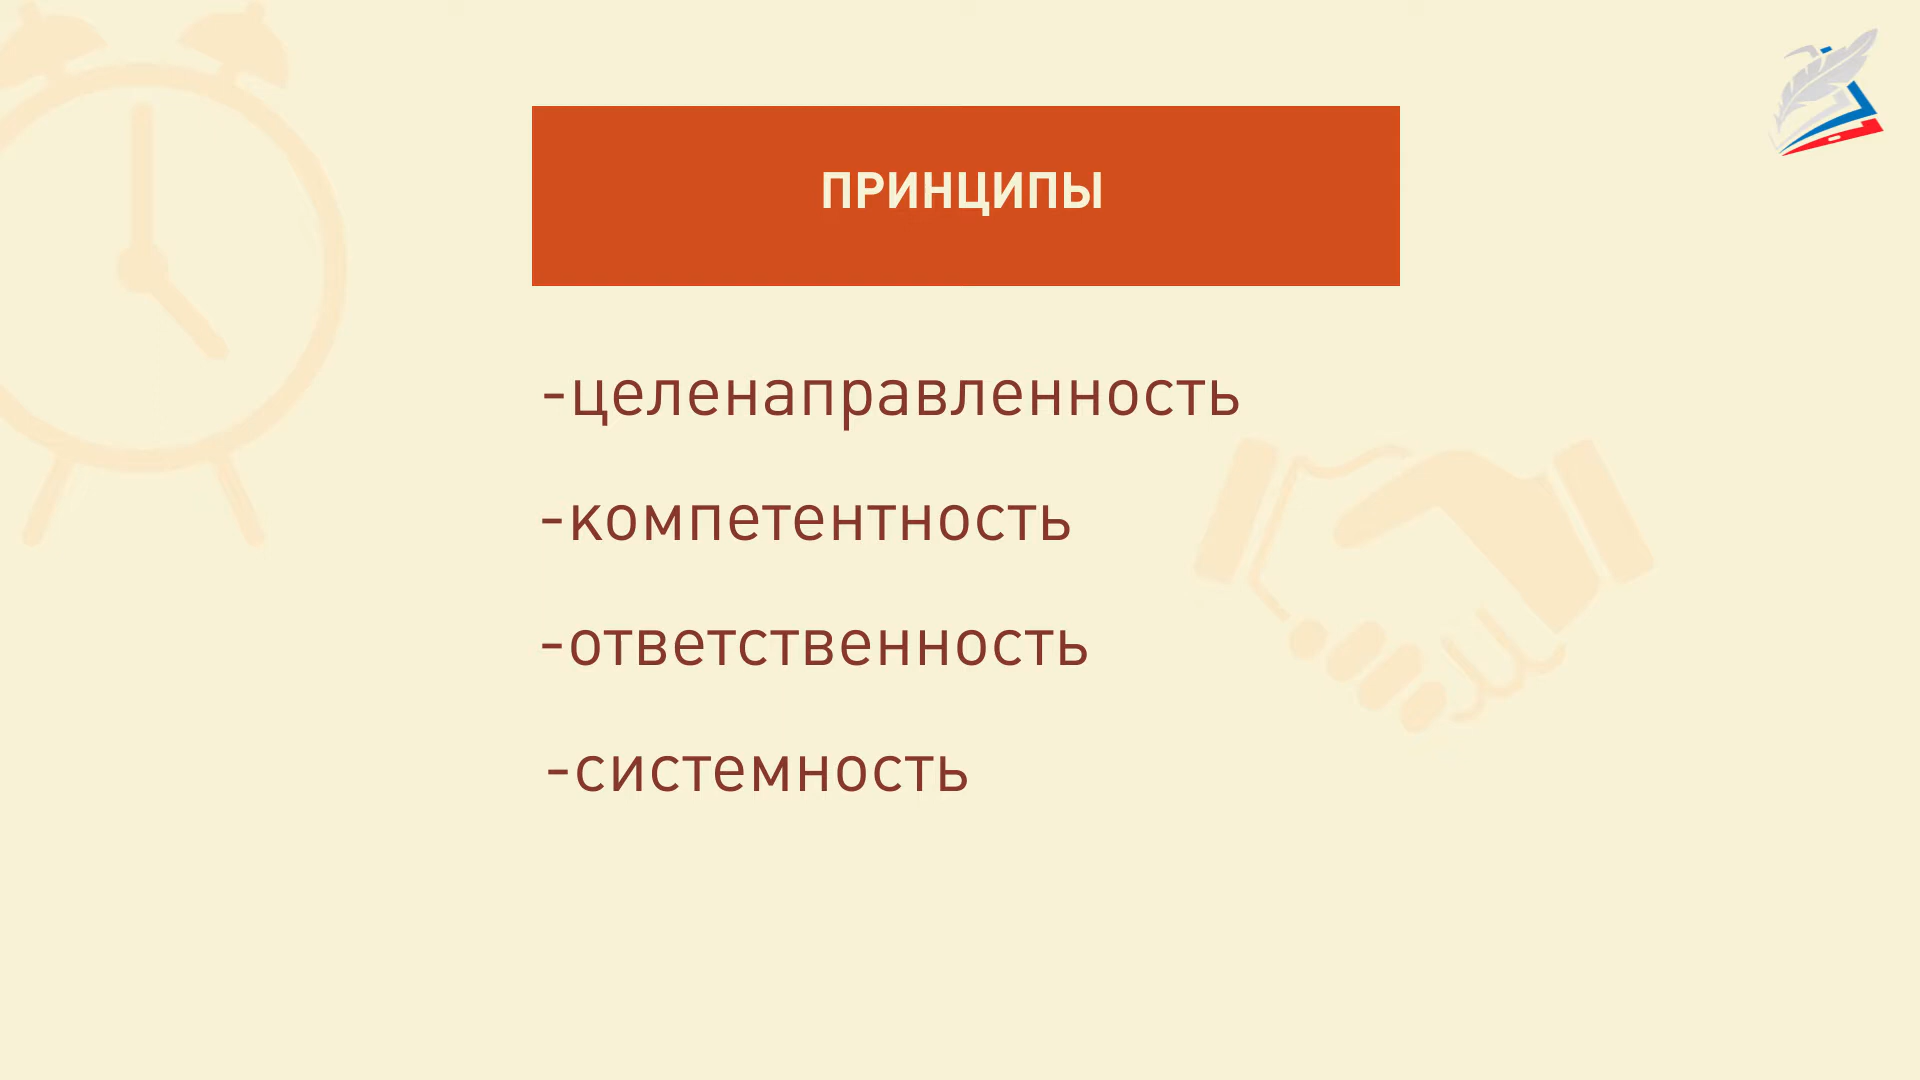 ПРИНЦИПЫ
-целенаправленность
-компетентность
-ответственность
-системность